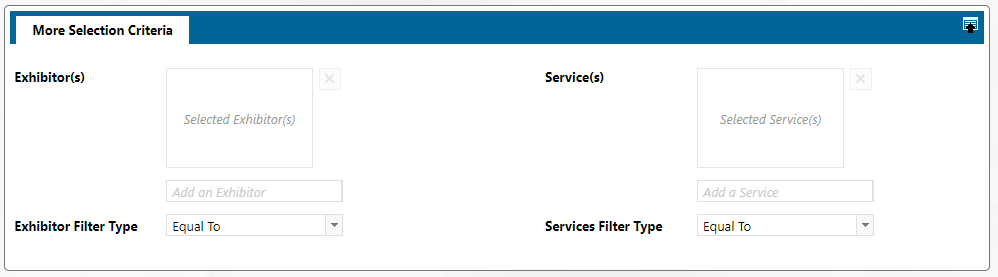 More Selection Criteria
Exhibitor(s)
Selected Exhibitor(s)
Add an Exhibitor
Exhibitor Filter Type
Equal To
Service(s)
Selected Service(s)
Add a Service
Services Filter Type
Equal To